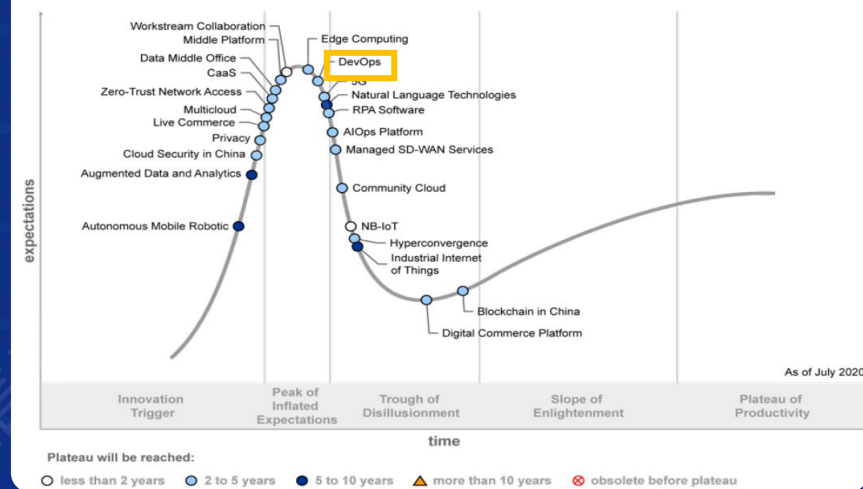 Workstream Collaboration
Middle Platform
Data Middle Office
CaaS
Zero-Trust Network Access
Multicloud
Live Commerce
Privacy
Cloud Security in China
Augmented Data and Analytics
Autonomous Mobile Robotic
Edge Computing
DevOps
5G
Natural Language Technologies
RPA Software
AIOps Platform
Managed SD-WAN Services
Community Cloud
NB-IoT
Hyperconvergence
Industrial Internet
of Things
Blockchain in China
Digital Commerce Platform
expectations
As of July 2020
Innovation
Trigger
Peak of
Inflated
Expectations
Trough of
Disillusionment
Slope of
Enlightenment
Plateau of
Productivity
time
Plateau will be reached:
less than 2 years
2 to 5 years
5 to 10 years
more than 10 years
obsolete before plateau